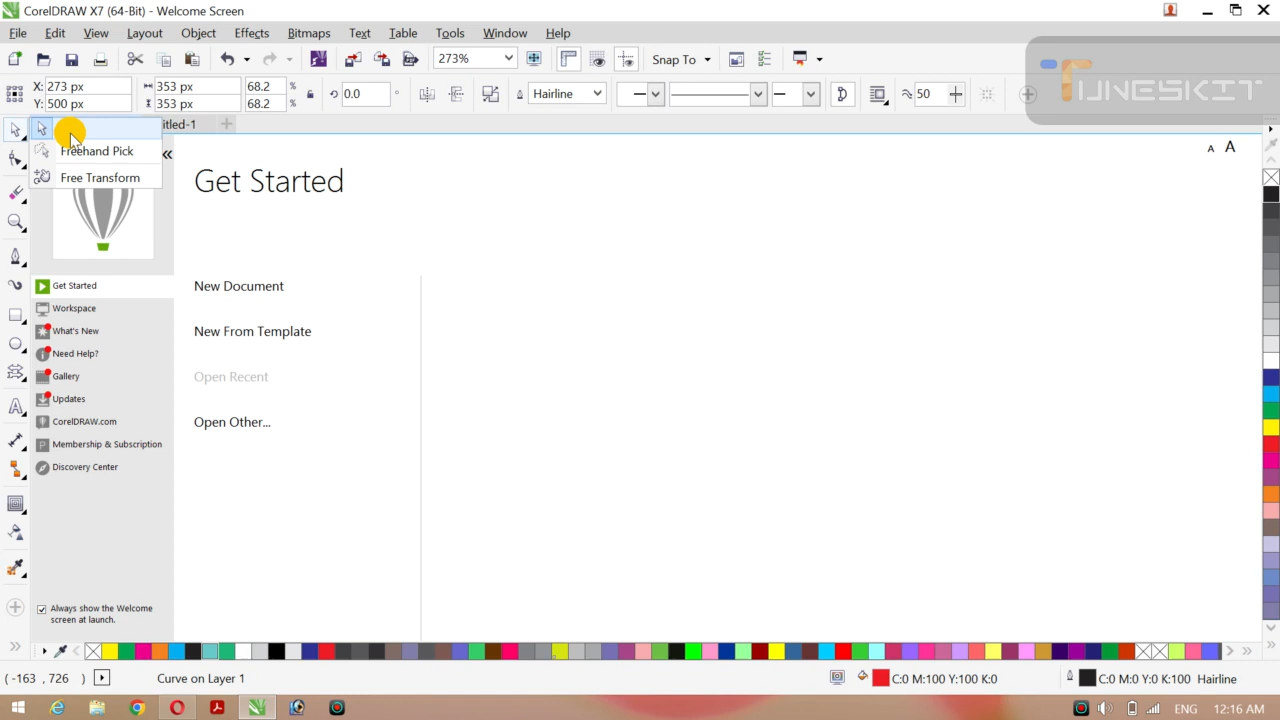 CorelDRAW X7 (64-Bit) - Welcome Screen
File Edit View Layout Object Effects Bitmaps Text Table Tools Window Help
273% Snap To
X: 273 px 353 px 68.2 %
Y: 500 px 353 px 68.2 %
0.0 ° Hairline 50
TUNESKIT
titled-1
Freehand Pick
Free Transform
A A
Get Started
Get Started
Workspace
What's New
Need Help?
Gallery
Updates
CorelDRAW.com
Membership & Subscription
Discovery Center
New Document
New From Template
Open Recent
Open Other...
Always show the Welcome
screen at launch.
( -163 , 726 ) Curve on Layer 1 C:0 M:100 Y:100 K:0 C:0 M:0 Y:0 K:100 Hairline
ENG 12:16 AM